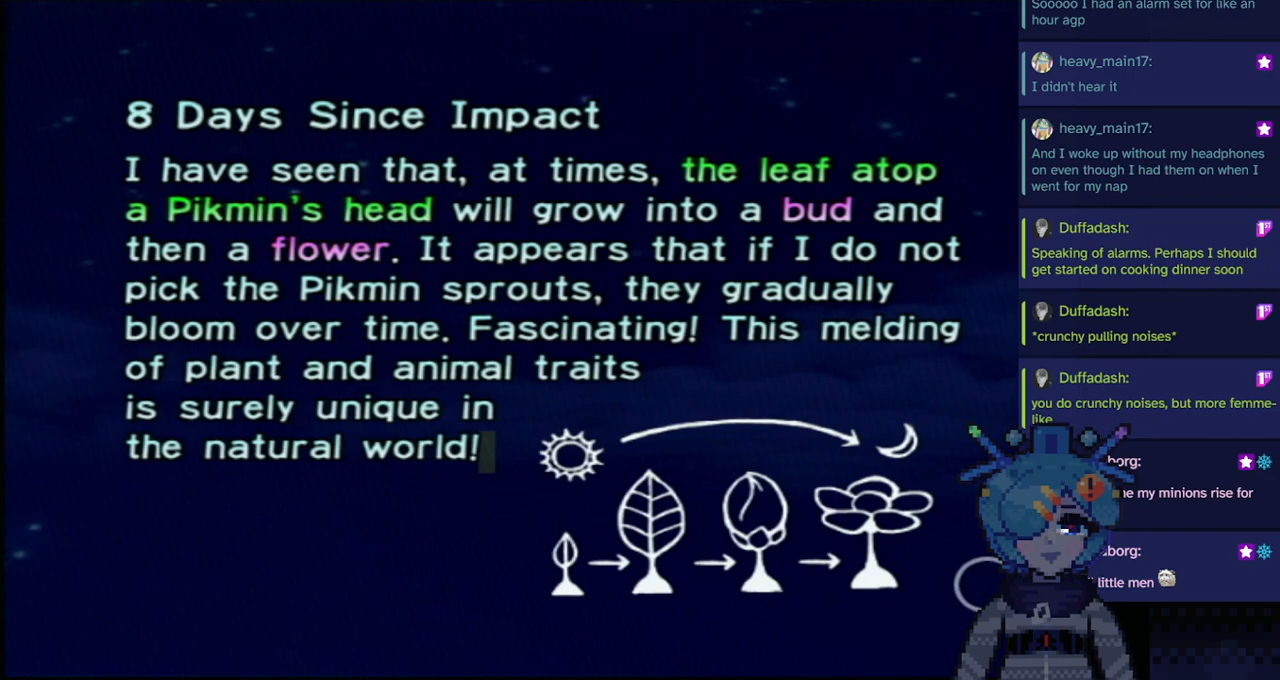 8 Days Since Impact
I have seen that, at times, the leaf atop
a Pikmin's head will grow into a bud and
then a flower. It appears that if I do not
pick the Pikmin sprouts, they gradually
bloom over time. Fascinating! This melding
of plant and animal traits
is surely unique in
the natural world!
Sooooo I had an alarm set for like an
hour agp
heavy_main17:
I didn't hear it
heavy_main17:
And I woke up without my headphones
on even though I had them on when I
went for my nap
Duffadash:
Speaking of alarms. Perhaps I should
get started on cooking dinner soon
Duffadash:
*crunchy pulling noises*
Duffadash:
you do crunchy noises, but more femme-
like
my minions rise for
little men